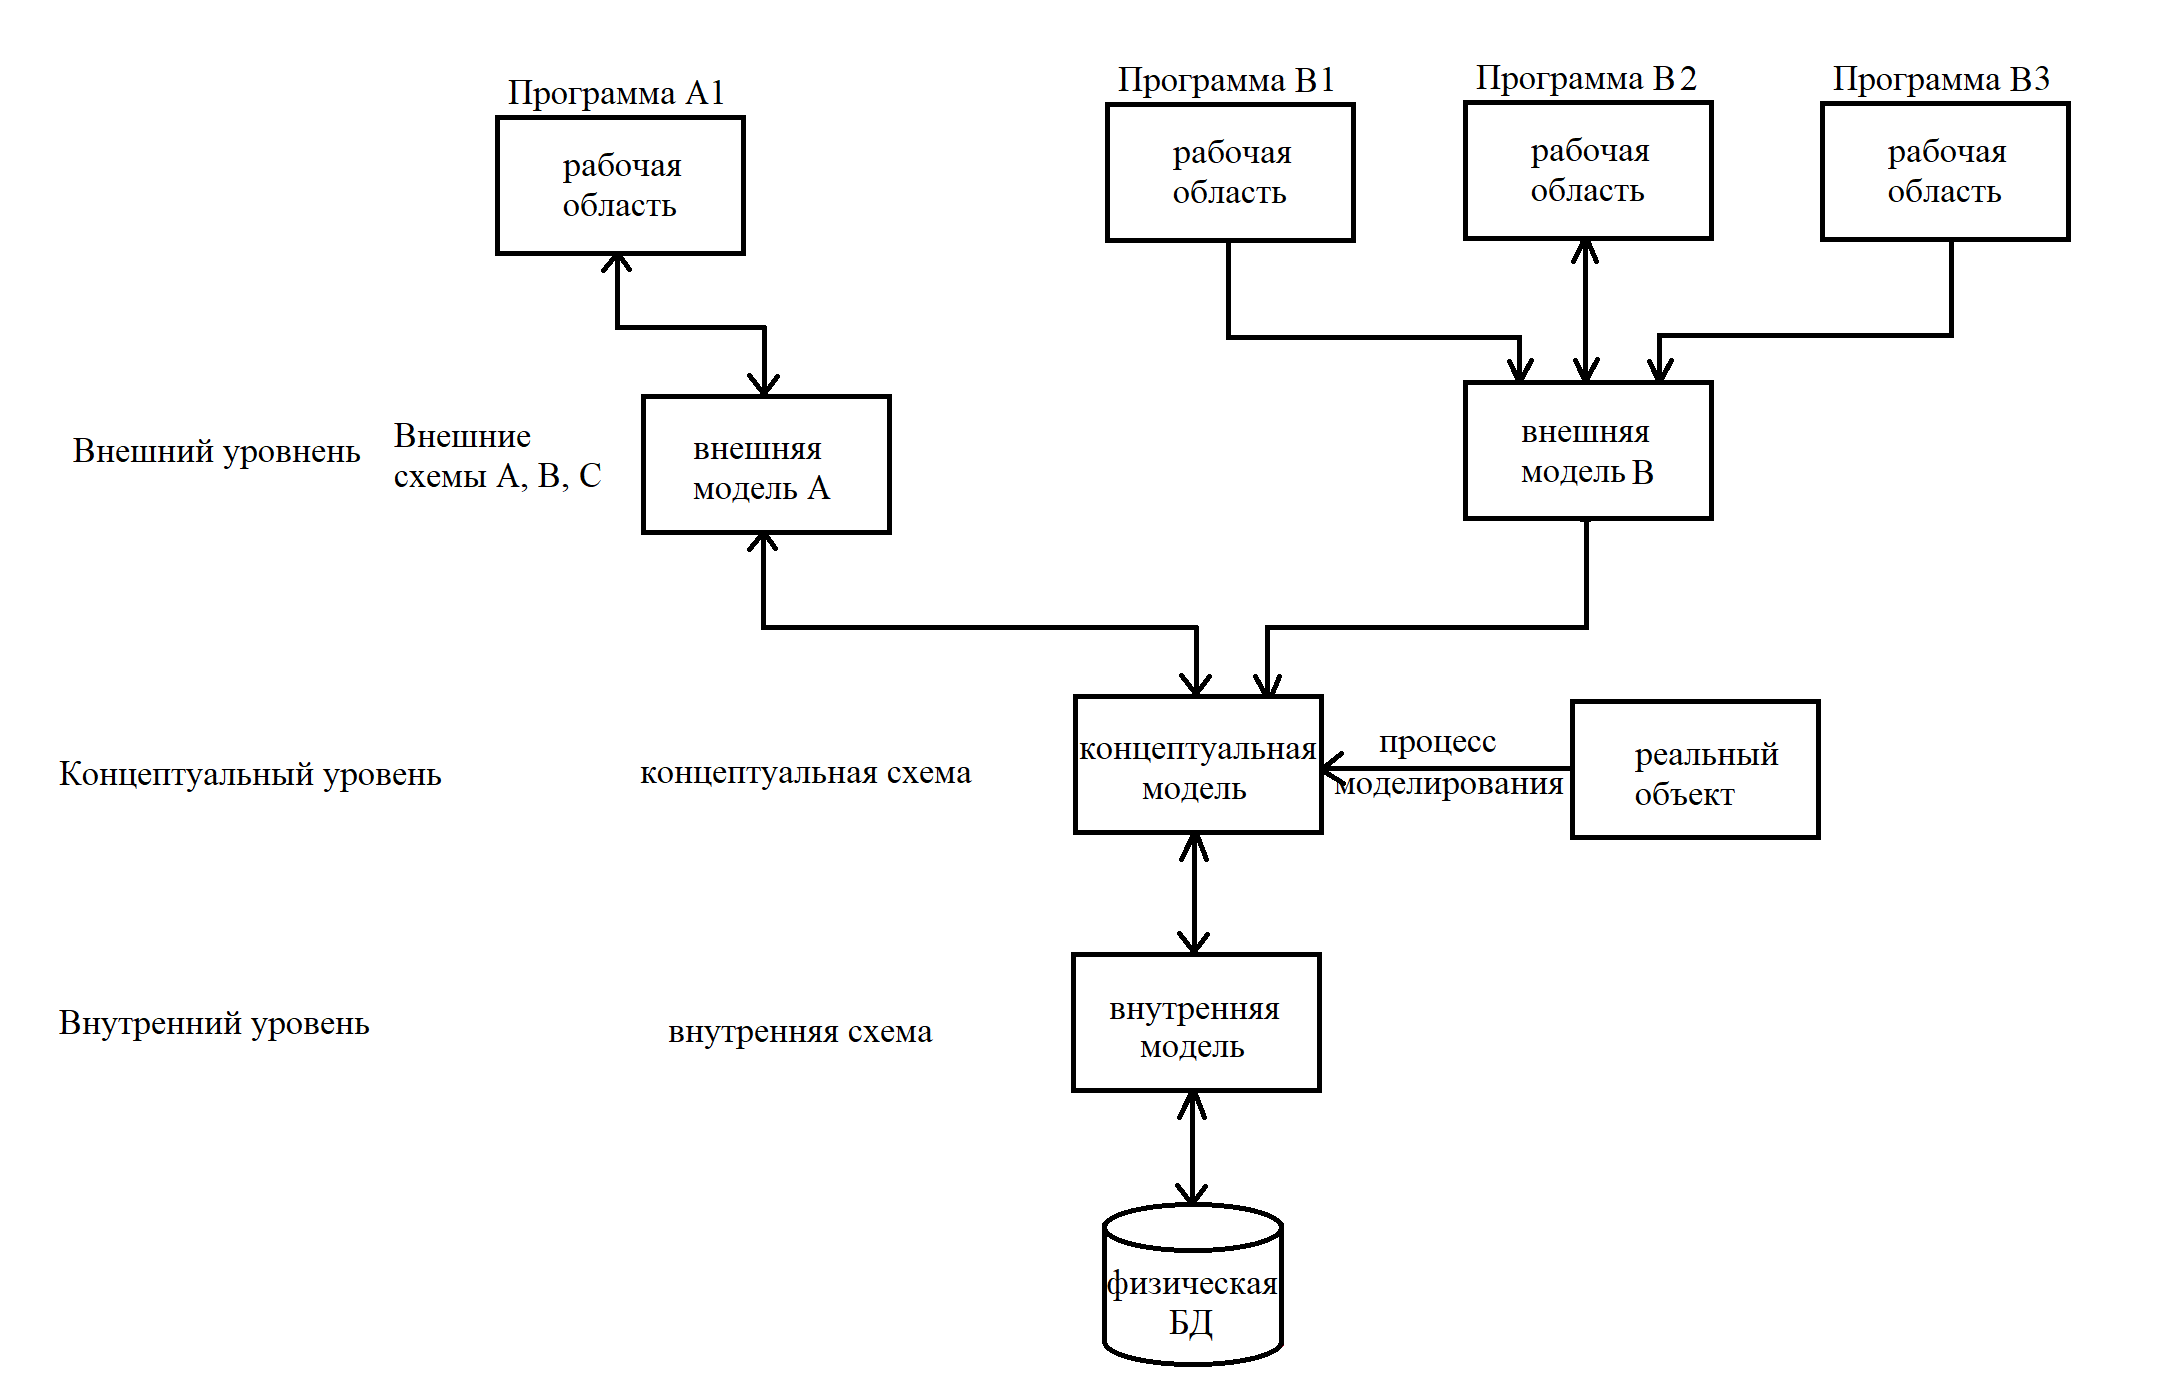 Программа А1
Программа В1
Программа В2
Программа В3
рабочая
область
рабочая
область
рабочая
область
рабочая
область
Внешний уровнень
Внешние
схемы А, В, С
внешняя
модель А
внешняя
модель В
Концептуальный уровень
концептуальная схема
концептуальная
модель
процесс
моделирования
реальный
объект
Внутренний уровень
внутренняя схема
внутренняя
модель
физическая
БД